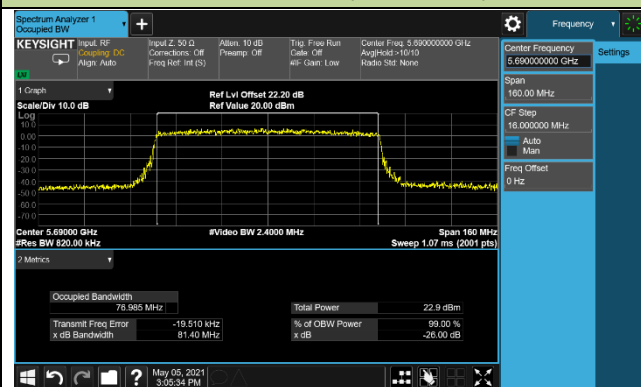 Spectrum Analyzer 1
Occupied BW
+
Frequency
KEYSIGHT
Input: RF
Coupling: DC
Align: Auto
Input Z: 50 Ω
Corrections: Off
Freq Ref: Int (S)
Atten: 10 dB
Preamp: Off
Trig: Free Run
Gate: Off
#IF Gain: Low
Center Freq: 5.690000000 GHz
Avg|Hold:>10/10
Radio Std: None
LM
Center Frequency
5.690000000 GHz
Settings
Span
160.00 MHz
CF Step
16.000000 MHz
Auto
Man
Freq Offset
0 Hz
1 Graph
Scale/Div 10.0 dB
Ref Lvl Offset 22.20 dB
Ref Value 20.00 dBm
Log
10.0
0.00
-10.0
-20.0
-30.0
-40.0
-50.0
-60.0
-70.0
Center 5.69000 GHz
#Res BW 820.00 kHz
#Video BW 2.4000 MHz
Span 160 MHz
Sweep 1.07 ms (2001 pts)
2 Metrics
Occupied Bandwidth
76.985 MHz
Total Power
22.9 dBm
Transmit Freq Error
-19.510 kHz
% of OBW Power
99.00 %
x dB Bandwidth
81.40 MHz
x dB
-26.00 dB
?
May 05, 2021
3:05:34 PM